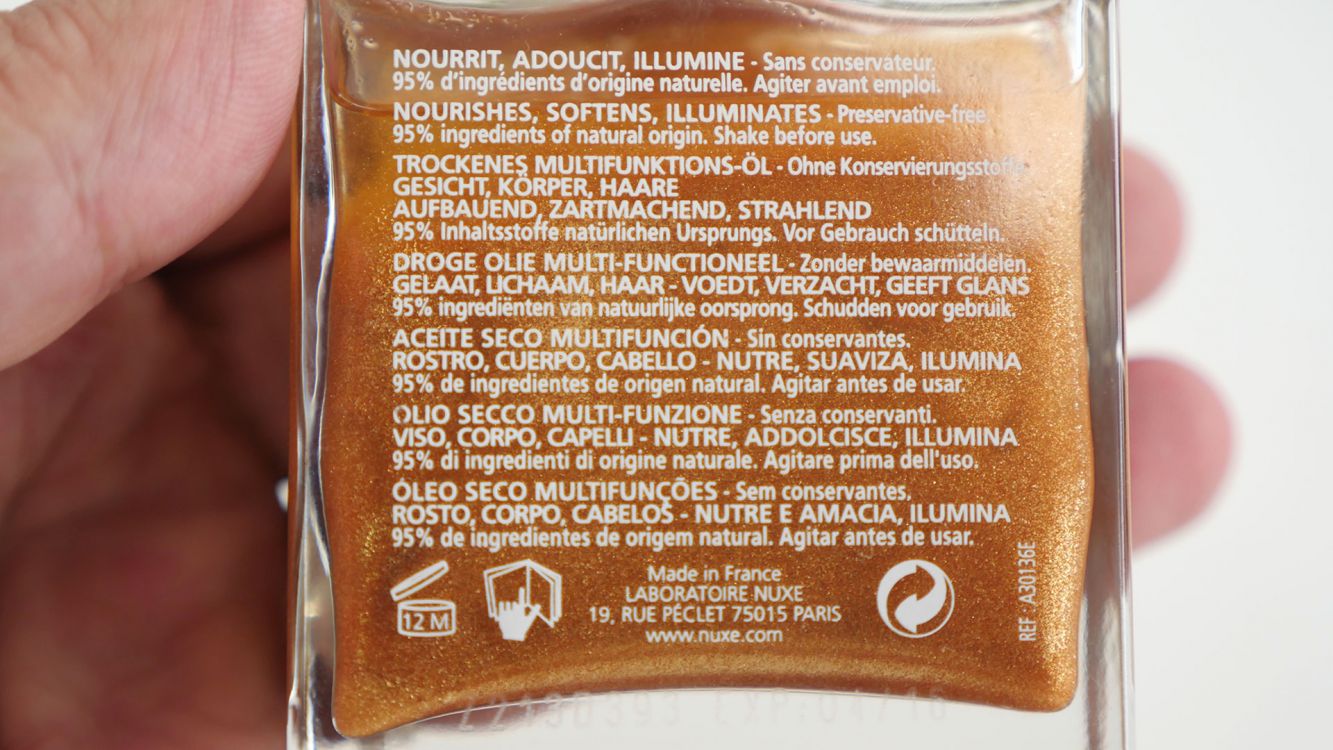 NOURRIT, ADOUCIT, ILLUMINE - Sans conservateur.
95% d'ingrédients d'origine naturelle. Agiter avant emploi.
NOURISHES, SOFTENS, ILLUMINATES - Preservative-free.
95% ingredients of natural origin. Shake before use.
TROCKENES MULTIFUNKTIONS-ÖL - Ohne Konservierungsstoffe
GESICHT, KÖRPER, HAARE
AUFBAUEND, ZARTMACHEND, STRAHLEND
95% Inhaltsstoffe natürlichen Ursprungs. Vor Gebrauch schütteln.
DROGE OLIE MULTI-FUNCTIONEEL - Zonder bewaarmiddelen
GELAAT, LICHAAM, HAAR - VOEDT, VERZACHT, GEEFT GLANS
95% ingrediënten van natuurlijke oorsprong. Schudden voor gebruik.
ACEITE SECO MULTIFUNCIÓN - Sin conservantes.
ROSTRO, CUERPO, CABELLO - NUTRE, SUAVIZA, ILUMINA
95% de ingredientes de origen natural. Agitar antes de usar.
OLIO SECCO MULTI-FUNZIONE - Senza conservanti.
VISO, CORPO, CAPELLI - NUTRE, ADDOLCISCE, ILLUMINA
95% di ingredienti di origine naturale. Agitare prima dell'uso.
ÓLEO SECO MULTIFUNÇÕES - Sem conservantes.
ROSTO, CORPO, CABELOS - NUTRE E AMACIA, ILUMINA
95% de ingredientes de origem natural. Agitar antes de usar.
12 M
Made in France
LABORATOIRE NUXE
19, RUE PÉCLET 75015 PARIS
www.nuxe.com
REF A30136E
EXP:04/16